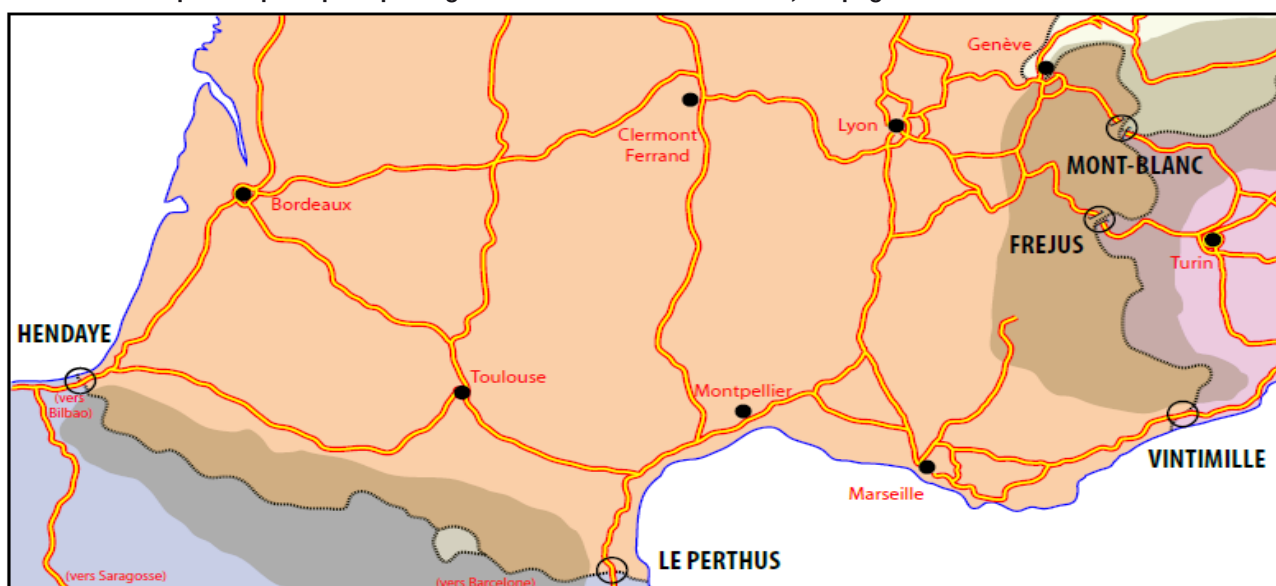 Genève
Lyon
Clermont
Ferrand
MONT-BLANC
Bordeaux
FREJUS
Turin
HENDAYE
Toulouse
Montpellier
(vers
Bilbao)
VINTIMILLE
Marseille
LE PERTHUS
(vers Saragosse)
(vers Barcelone)